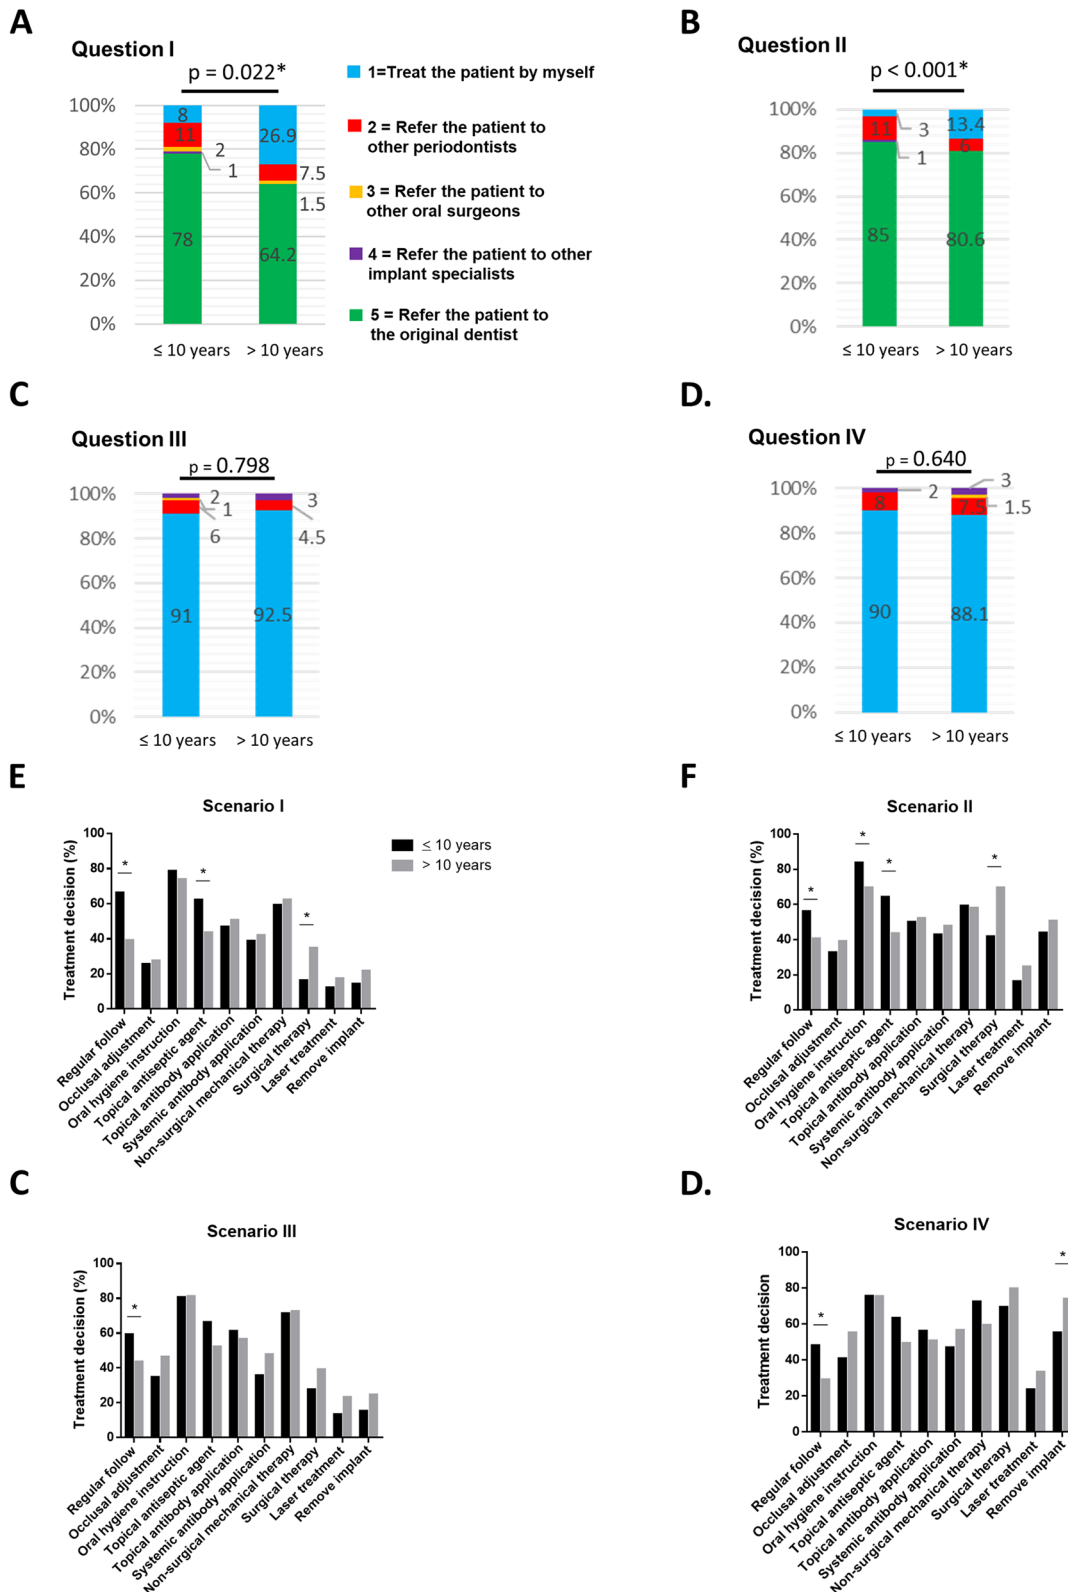 A
Question I
p = 0.022*
100%
80%
60%
40%
20%
0%
8
11
2
1
78
26.9
7.5
1.5
64.2
≤ 10 years
> 10 years
1=Treat the patient by myself
2 = Refer the patient to
other periodontists
3 = Refer the patient to
other oral surgeons
4 = Refer the patient to other
implant specialists
5 = Refer the patient to
the original dentist
B
Question II
p < 0.001*
100%
80%
60%
40%
20%
0%
11
3
1
85
13.4
6
80.6
≤ 10 years
> 10 years
C
Question III
p = 0.798
100%
80%
60%
40%
20%
0%
2
1
6
91
3
4.5
92.5
≤ 10 years
> 10 years
D.
Question IV
p = 0.640
100%
80%
60%
40%
20%
0%
2
8
90
3
7.5
1.5
88.1
≤ 10 years
> 10 years
E
Scenario I
Treatment decision (%)
100
80
60
40
20
0
*
*
*
Regular follow
Occlusal adjustment
Oral hygiene instruction
Topical antiseptic agent
Topical antibody application
Systemic antibody application
Non-surgical mechanical therapy
Surgical therapy
Laser treatment
Remove implant
≤ 10 years
> 10 years
F
Scenario II
Treatment decision (%)
100
80
60
40
20
0
*
*
*
*
Regular follow
Occlusal adjustment
Oral hygiene instruction
Topical antiseptic agent
Topical antibody application
Systemic antibody application
Non-surgical mechanical therapy
Surgical therapy
Laser treatment
Remove implant
C
Scenario III
Treatment decision (%)
100
80
60
40
20
0
*
Regular follow
Occlusal adjustment
Oral hygiene instruction
Topical antiseptic agent
Topical antibody application
Systemic antibody application
Non-surgical mechanical therapy
Surgical therapy
Laser treatment
Remove implant
D.
Scenario IV
Treatment decision
100
80
60
40
20
0
*
*
Regular follow
Occlusal adjustment
Oral hygiene instruction
Topical antiseptic agent
Topical antibody application
Systemic antibody application
Non-surgical mechanical therapy
Surgical therapy
Laser treatment
Remove implant